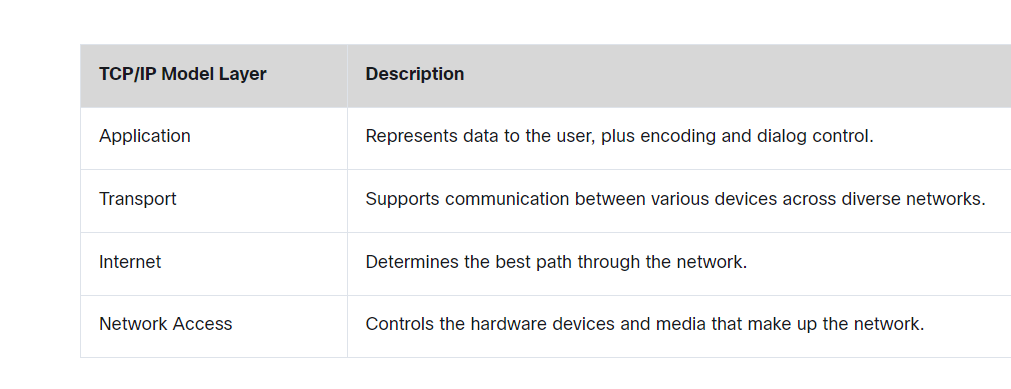 TCP/IP Model Layer Description
Application Represents data to the user, plus encoding and dialog control.
Transport Supports communication between various devices across diverse networks.
Internet Determines the best path through the network.
Network Access Controls the hardware devices and media that make up the network.